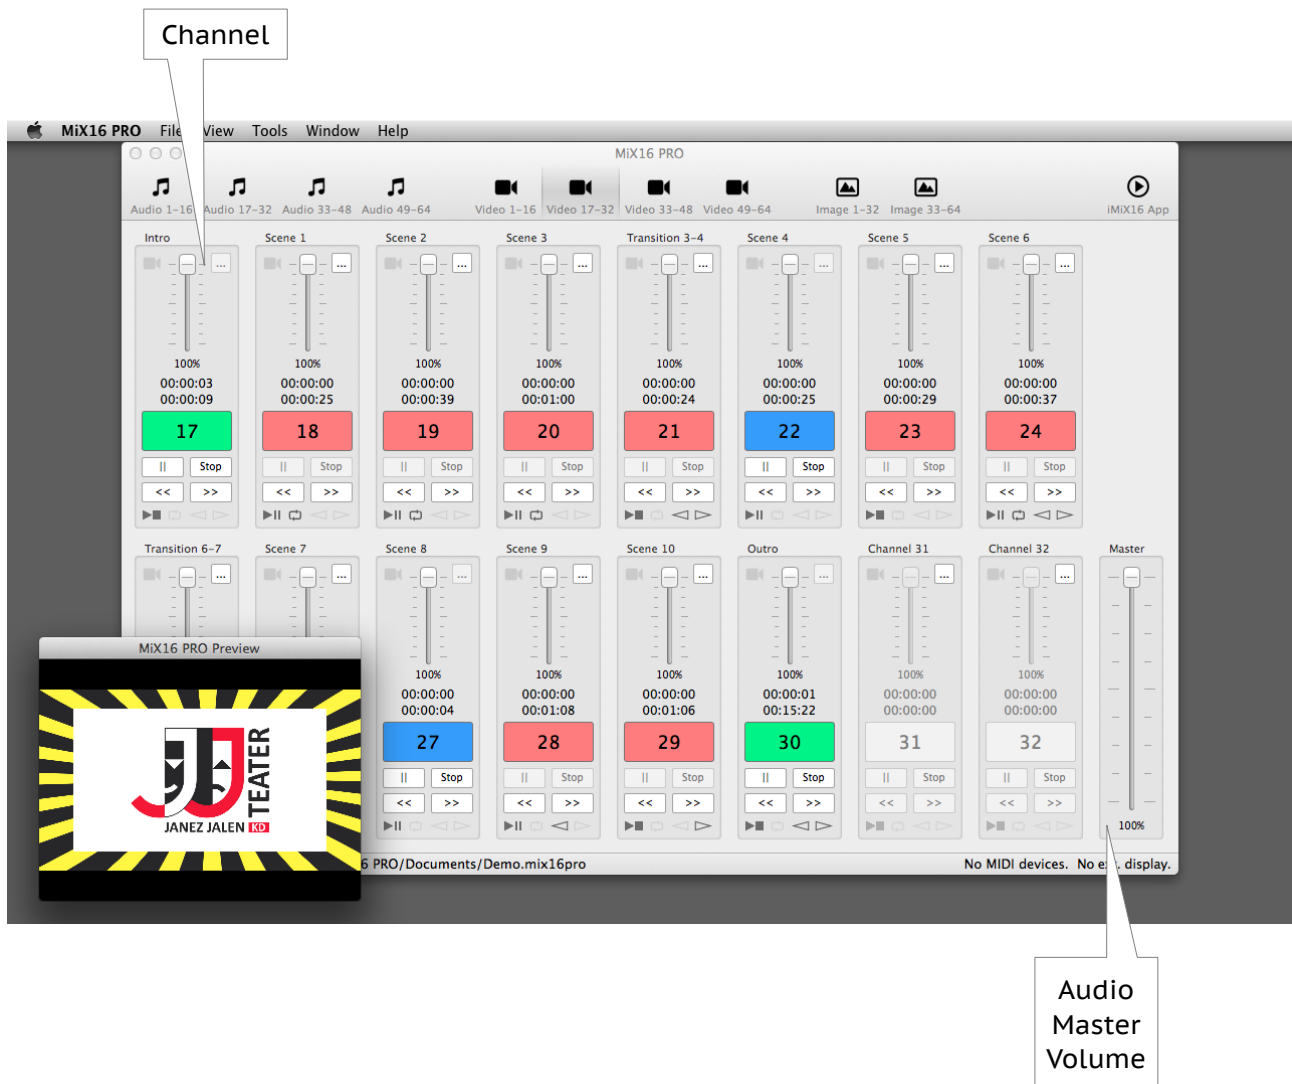 Channel
MiX16 PRO File View Tools Window Help
MiX16 PRO
Audio 1-16 Audio 17-32 Audio 33-48 Audio 49-64 Video 1-16 Video 17-32 Video 33-48 Video 49-64 Image 1-32 Image 33-64 iMiX16 App
Intro Scene 1 Scene 2 Scene 3 Transition 3-4 Scene 4 Scene 5 Scene 6
... ... ... ... ... ... ... ...
100% 100% 100% 100% 100% 100% 100% 100%
00:00:03 00:00:00 00:00:00 00:00:00 00:00:00 00:00:00 00:00:00 00:00:00
00:00:09 00:00:25 00:00:39 00:01:00 00:00:24 00:00:25 00:00:29 00:00:37
17 18 19 20 21 22 23 24
|| Stop || Stop || Stop || Stop || Stop || Stop || Stop || Stop
<< >> << >> << >> << >> << >> << >> << >> << >>
Transition 6-7 Scene 7 Scene 8 Scene 9 Scene 10 Outro Channel 31 Channel 32 Master
... ... ... ... ... ... ... ...
MiX16 PRO Preview
100% 100% 100% 100% 100% 100%
00:00:00 00:00:00 00:00:00 00:00:01 00:00:00 00:00:00
00:00:04 00:01:08 00:01:06 00:15:22 00:00:00 00:00:00
27 28 29 30 31 32
|| Stop || Stop || Stop || Stop || Stop || Stop
<< >> << >> << >> << >> << >> << >>
100%
JJ TEATER
JANEZ JALEN KD
6 PRO/Documents/Demo.mix16pro No MIDI devices. No display.
Audio
Master
Volume